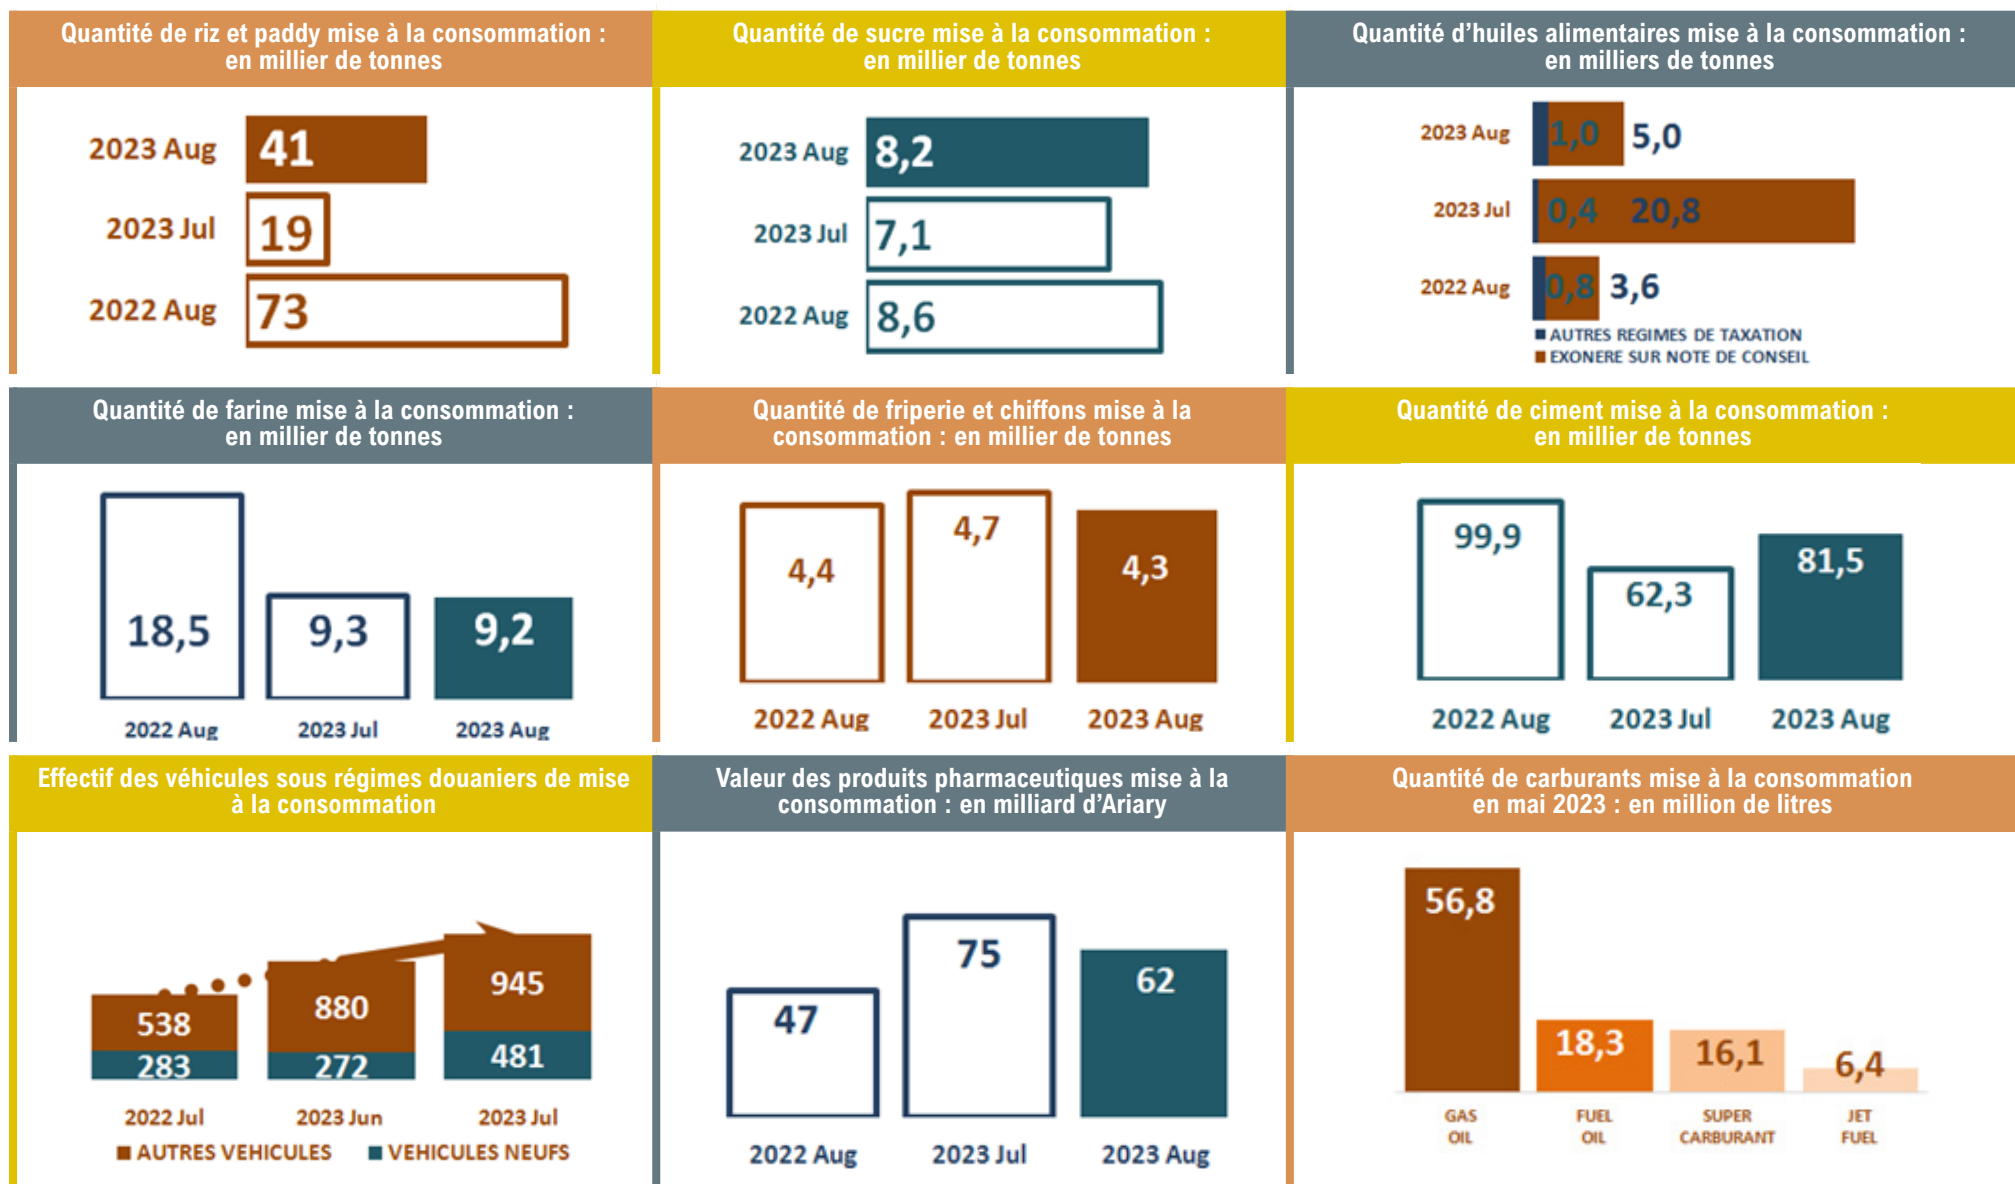 Quantité de riz et paddy mise à la consommation :
en millier de tonnes
2023 Aug
41
2023 Jul
19
2022 Aug
73
Quantité de sucre mise à la consommation :
en millier de tonnes
2023 Aug
8,2
2023 Jul
7,1
2022 Aug
8,6
Quantité d’huiles alimentaires mise à la consommation :
en milliers de tonnes
2023 Aug
1,0
5,0
2023 Jul
0,4
20,8
2022 Aug
0,8
3,6
AUTRES REGIMES DE TAXATION
EXONERE SUR NOTE DE CONSEIL
Quantité de farine mise à la consommation :
en millier de tonnes
18,5
9,3
9,2
2022 Aug
2023 Jul
2023 Aug
Quantité de friperie et chiffons mise à la
consommation : en millier de tonnes
4,4
4,7
4,3
2022 Aug
2023 Jul
2023 Aug
Quantité de ciment mise à la consommation :
en millier de tonnes
99,9
62,3
81,5
2022 Aug
2023 Jul
2023 Aug
Effectif des véhicules sous régimes douaniers de mise
à la consommation
538
880
945
283
272
481
2022 Jul
2023 Jun
2023 Jul
AUTRES VEHICULES
VEHICULES NEUFS
Valeur des produits pharmaceutiques mise à la
consommation : en milliard d’Ariary
47
75
62
2022 Aug
2023 Jul
2023 Aug
Quantité de carburants mise à la consommation
en mai 2023 : en million de litres
56,8
18,3
16,1
6,4
GAS
OIL
FUEL
OIL
SUPER
CARBURANT
JET
FUEL